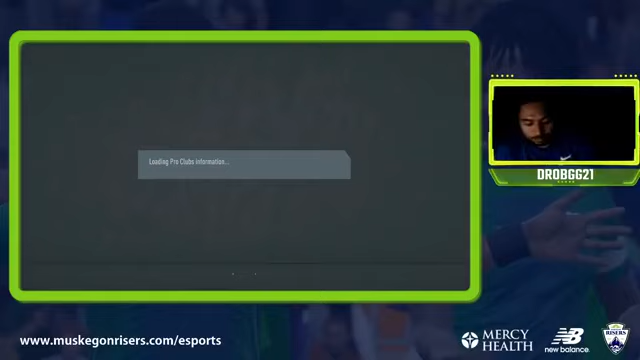 Loading Pro Clubs information...
DROBGG21
www.muskegonrisers.com/esports
MERCY
HEALTH
new balance
RISERS